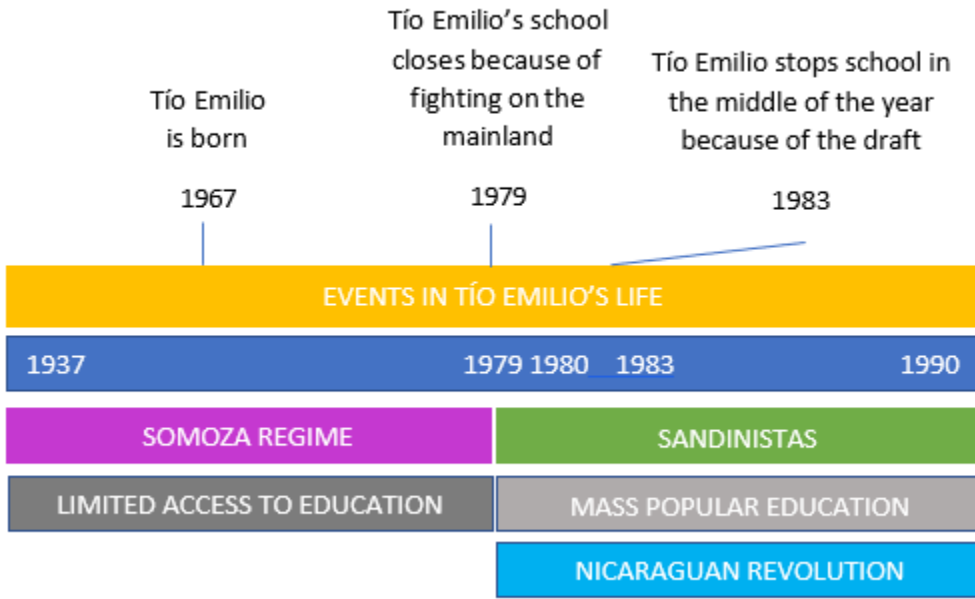 Tío Emilio
is born
1967
Tío Emilio’s school
closes because of
fighting on the
mainland
1979
Tío Emilio stops school in
the middle of the year
because of the draft
1983
EVENTS IN TÍO EMILIO’S LIFE
1937 1979 1980 1983 1990
SOMOZA REGIME
SANDINISTAS
LIMITED ACCESS TO EDUCATION
MASS POPULAR EDUCATION
NICARAGUAN REVOLUTION